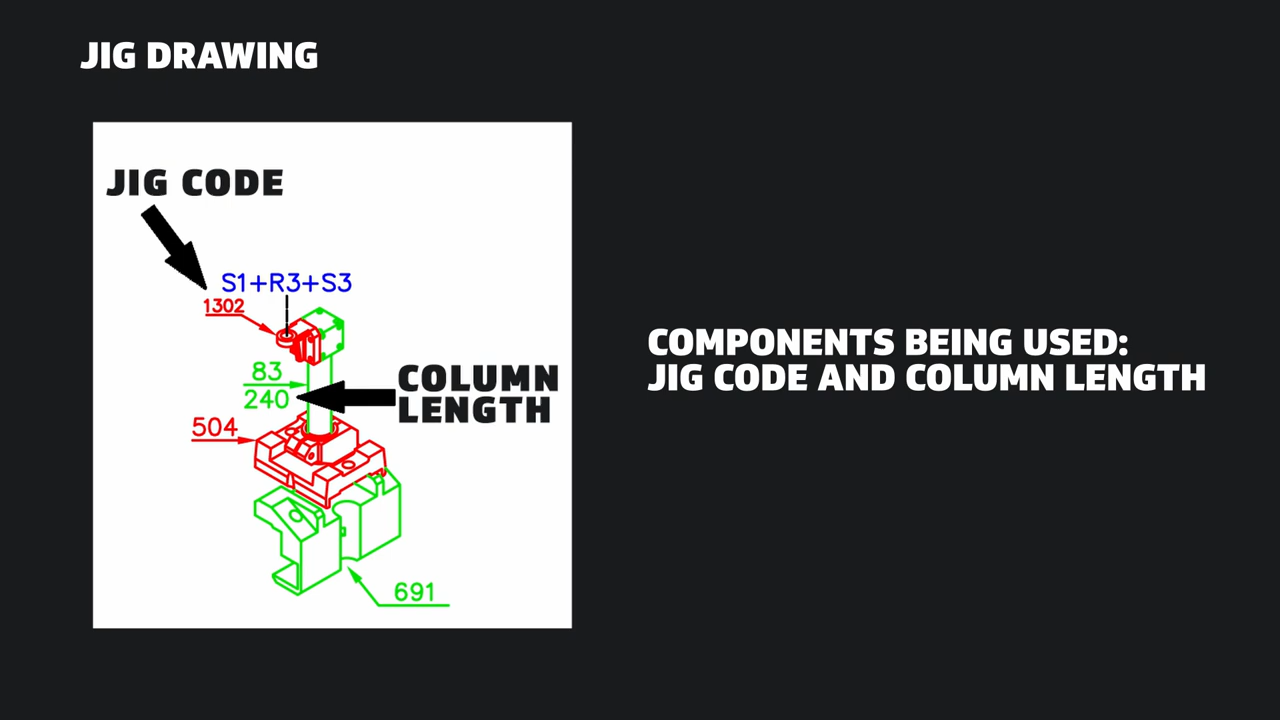 JIG DRAWING
JIG CODE
S1+R3+S3
1302
83
240
COLUMN
LENGTH
504
691
COMPONENTS BEING USED:
JIG CODE AND COLUMN LENGTH